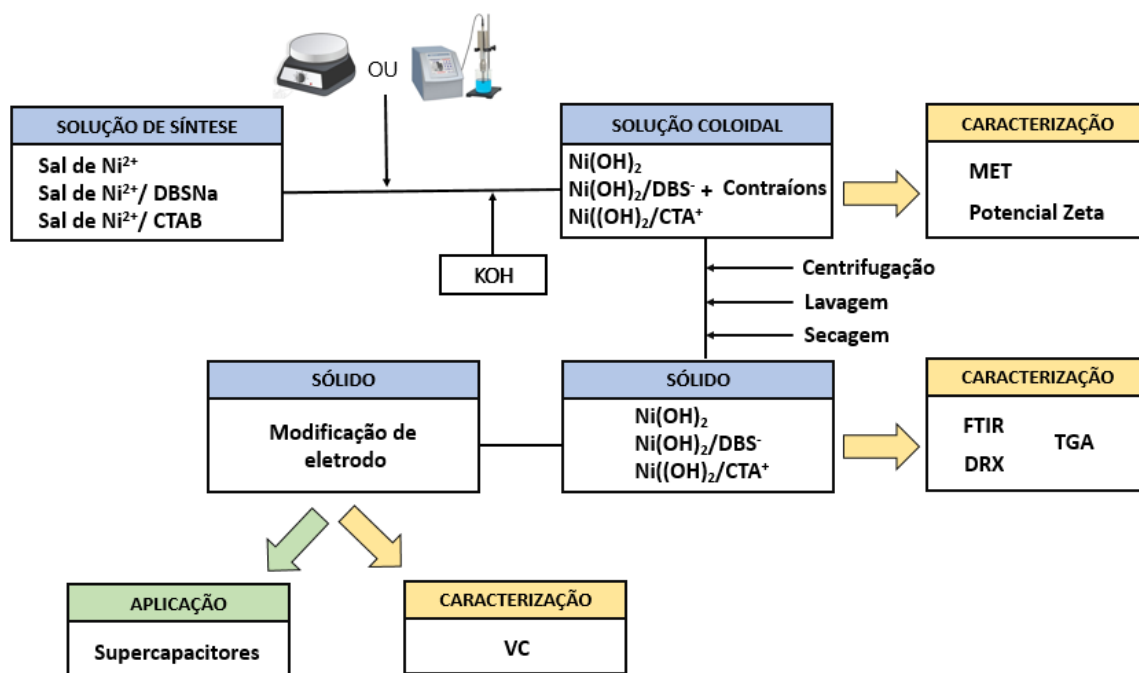 OU
SOLUÇÃO DE SÍNTESE
Sal de Ni²⁺
Sal de Ni²⁺/ DBSNa
Sal de Ni²⁺/ CTAB
KOH
SOLUÇÃO COLOIDAL
Ni(OH)₂
Ni(OH)₂/DBS⁻ + Contraíons
Ni((OH)₂/CTA⁺
CARACTERIZAÇÃO
MET
Potencial Zeta
Centrifugação
Lavagem
Secagem
SÓLIDO
Modificação de
eletrodo
SÓLIDO
Ni(OH)₂
Ni(OH)₂/DBS⁻
Ni((OH)₂/CTA⁺
CARACTERIZAÇÃO
FTIR
TGA
DRX
APLICAÇÃO
Supercapacitores
CARACTERIZAÇÃO
VC